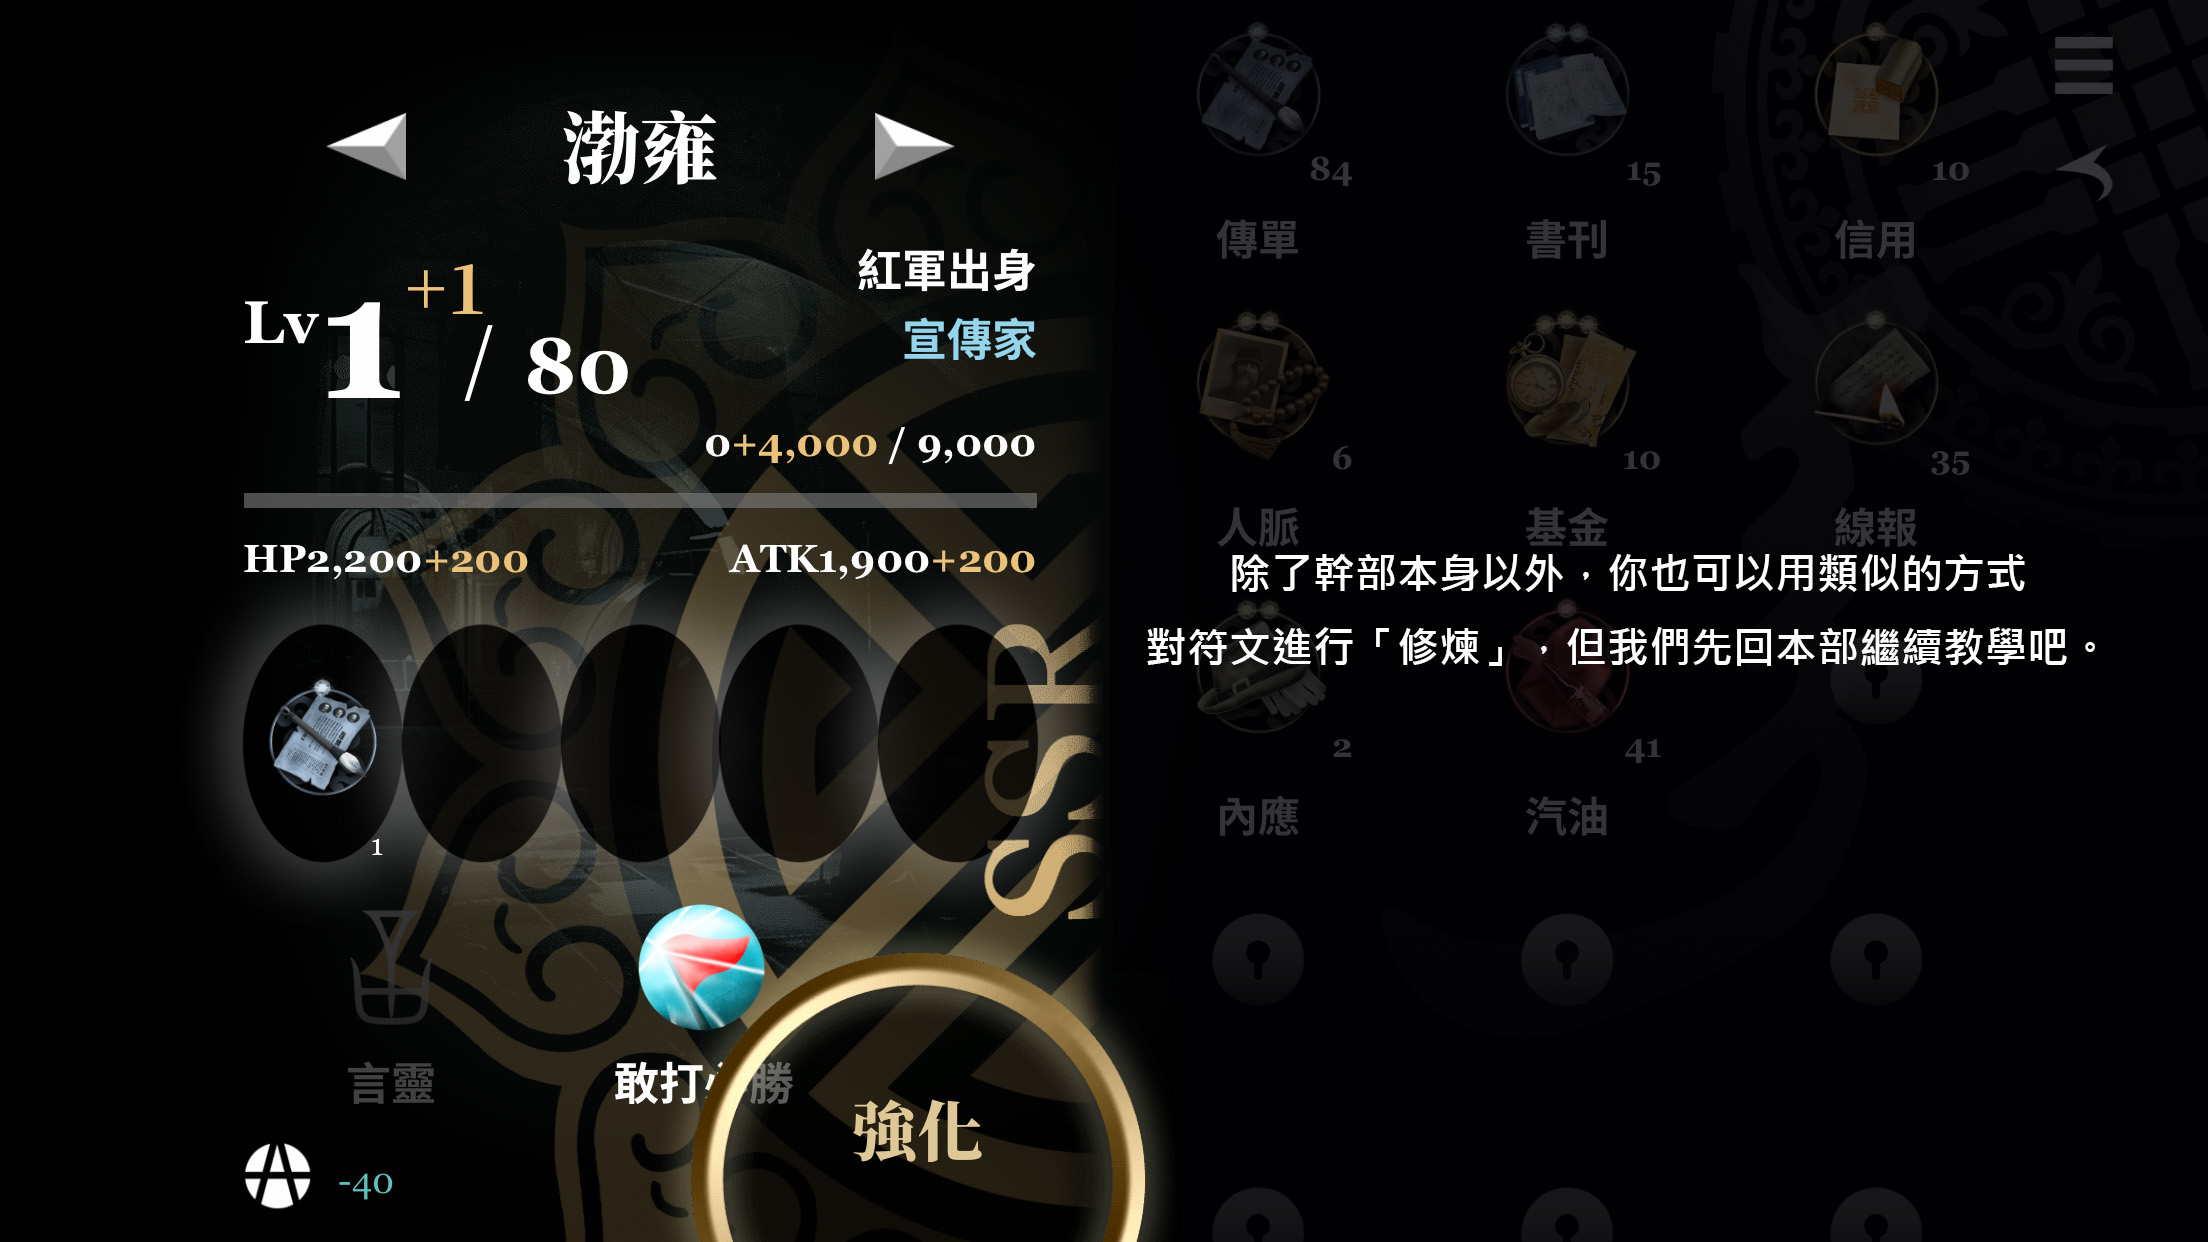 渤雍
紅軍出身
宣傳家
Lv1+1/80
0+4,000 / 9,000
HP2,200+200
ATK1,900+200
SSR
1
言靈
敢打必勝
強化
-40
84
傳單
15
書刊
10
信用
6
人脈
10
基金
35
線報
除了幹部本身以外，你也可以用類似的方式
對符文進行「修煉」，但我們先回本部繼續教學吧。
2
內應
41
汽油